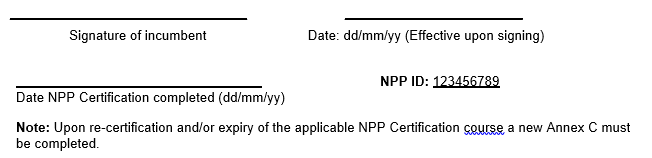 Signature of incumbent Date: dd/mm/yy (Effective upon signing)
NPP ID: 123456789
Date NPP Certification completed (dd/mm/yy)
Note: Upon re-certification and/or expiry of the applicable NPP Certification course a new Annex C must
be completed.